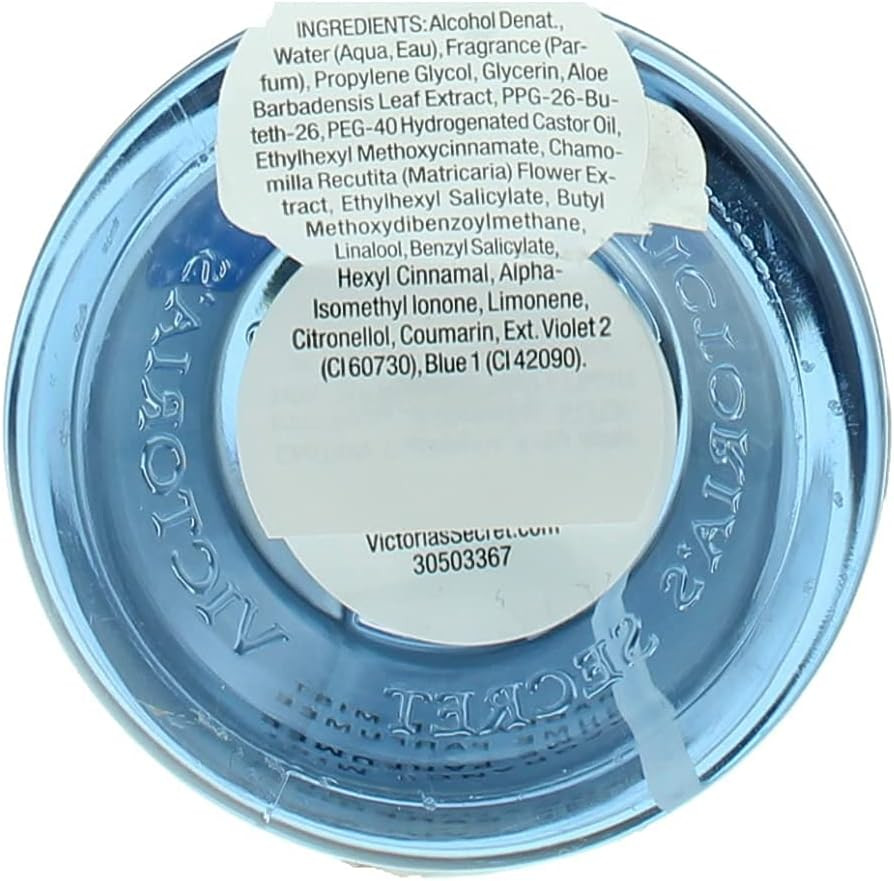 INGREDIENTS: Alcohol Denat.,
Water (Aqua, Eau), Fragrance (Par-
fum), Propylene Glycol, Glycerin, Aloe
Barbadensis Leaf Extract, PPG-26-Bu-
teth-26, PEG-40 Hydrogenated Castor Oil,
Ethylhexyl Methoxycinnamate, Chamo-
milla Recutita (Matricaria) Flower Ex-
tract, Ethylhexyl Salicylate, Butyl
Methoxydibenzoylmethane,
Linalool, Benzyl Salicylate,
Hexyl Cinnamal, Alpha-
Isomethyl Ionone, Limonene,
Citronellol, Coumarin, Ext. Violet 2
(CI 60730), Blue 1 (CI 42090).
VictoriasSecret.com
30503367
VICTORIA'S
VICTORIA'S SECRET